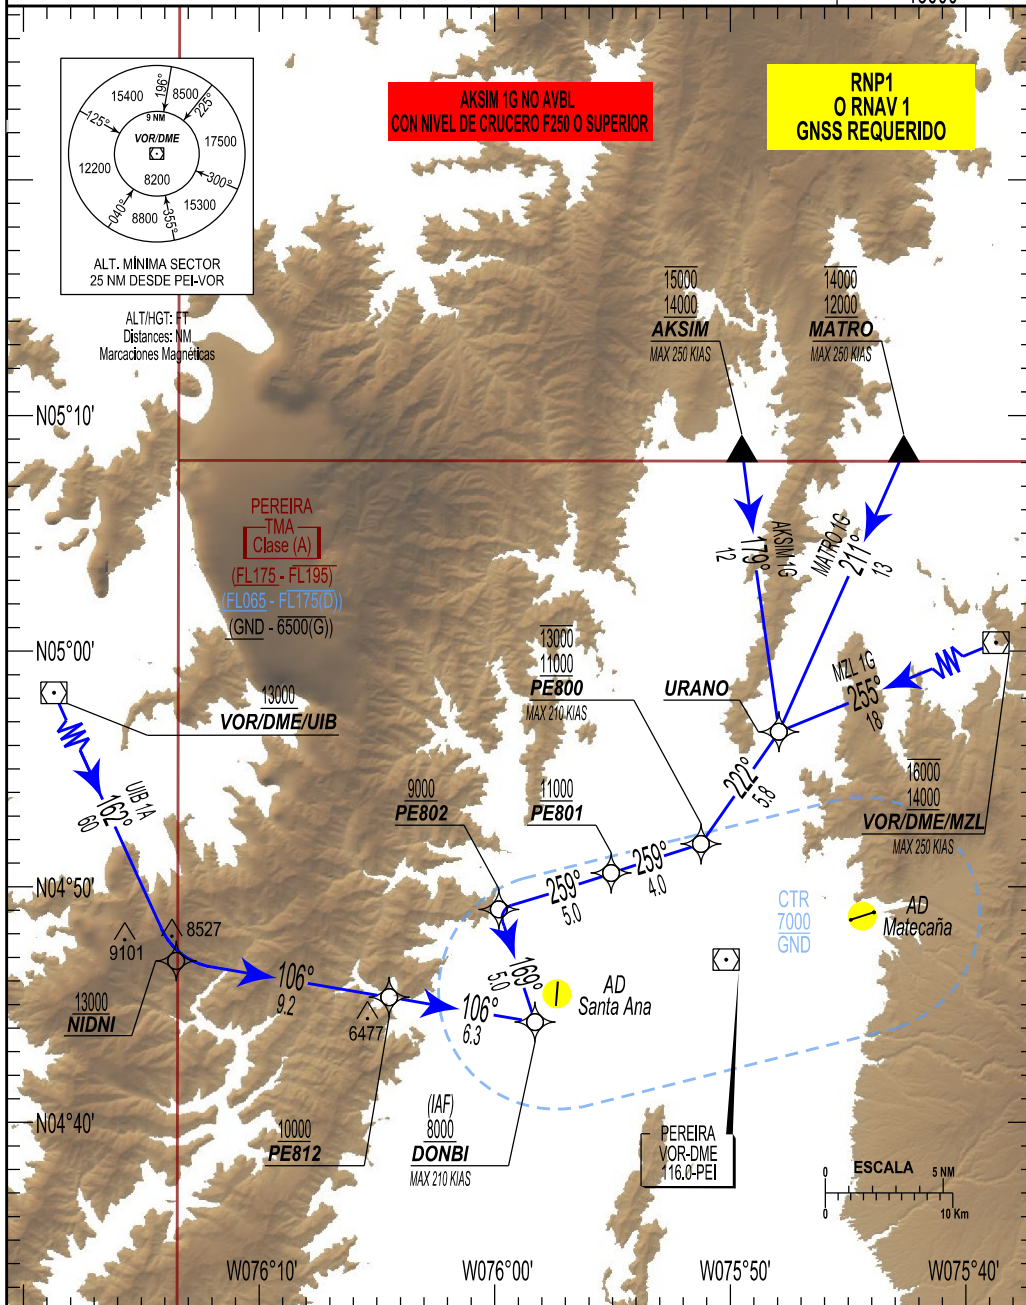 15400
196°
8500
225°
125°
9 NM
VOR/DME
17500
12200
8200
300°
040°
8800
355°
15300
ALT. MÍNIMA SECTOR
25 NM DESDE PEI-VOR
ALT/HGT: FT
Distances: NM
Marcaciones Magnéticas
AKSIM 1G NO AVBL
CON NIVEL DE CRUCERO F250 O SUPERIOR
RNP1
O RNAV 1
GNSS REQUERIDO
15000
14000
AKSIM
MAX 250 KIAS
14000
12000
MATRO
MAX 250 KIAS
N05°10'
PEREIRA
TMA
Clase (A)
(FL175 - FL195)
(FL065 - FL175(D))
(GND - 6500(G))
AKSIM 1G
179°
12
MATRO 1G
211°
13
N05°00'
13000
VOR/DME/UIB
13000
11000
PE800
MAX 210 KIAS
URANO
MZL 1G
255°
18
16000
14000
VOR/DME/MZL
MAX 250 KIAS
222°
5.8
9000
PE802
11000
PE801
UIB 1A
162°
60
259°
4.0
259°
5.0
N04°50'
CTR
7000
GND
AD
Matecaña
9101
8527
169°
5.0
AD
Santa Ana
13000
NIDNI
106°
9.2
6477
106°
6.3
N04°40'
10000
PE812
(IAF)
8000
DONBI
MAX 210 KIAS
PEREIRA
VOR-DME
116.0-PEI
0
ESCALA
5 NM
0
10 Km
W076°10'
W076°00'
W075°50'
W075°40'